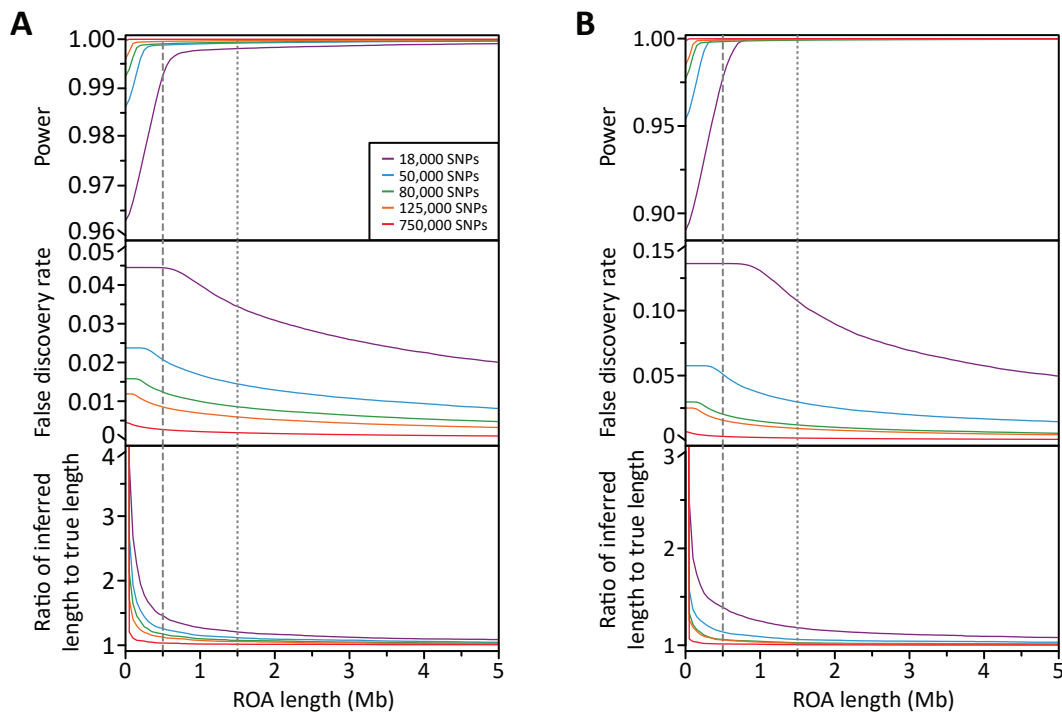 A
Power
1.00
0.99
0.98
0.97
0.96
18,000 SNPs
50,000 SNPs
80,000 SNPs
125,000 SNPs
750,000 SNPs
False discovery rate
0.05
0.04
0.03
0.02
0.01
0
Ratio of inferred
length to true length
4
3
2
1
0
1
2
3
4
5
ROA length (Mb)
B
Power
1.00
0.95
0.90
False discovery rate
0.15
0.10
0.05
0
Ratio of inferred
length to true length
3
2
1
0
1
2
3
4
5
ROA length (Mb)